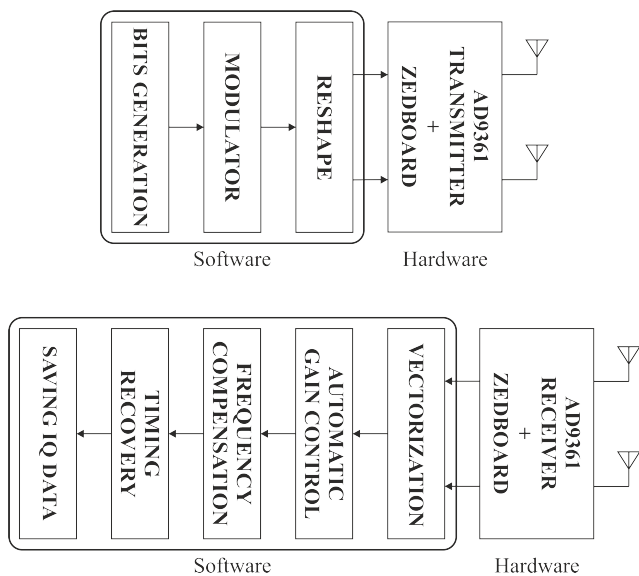 BITS GENERATION
MODULATOR
RESHAPE
AD9361
TRANSMITTER
+
ZEDBOARD
Software
Hardware
SAVING IQ DATA
TIMING
RECOVERY
FREQUENCY
COMPENSATION
AUTOMATIC
GAIN CONTROL
VECTORIZATION
AD9361
RECEIVER
+
ZEDBOARD
Software
Hardware